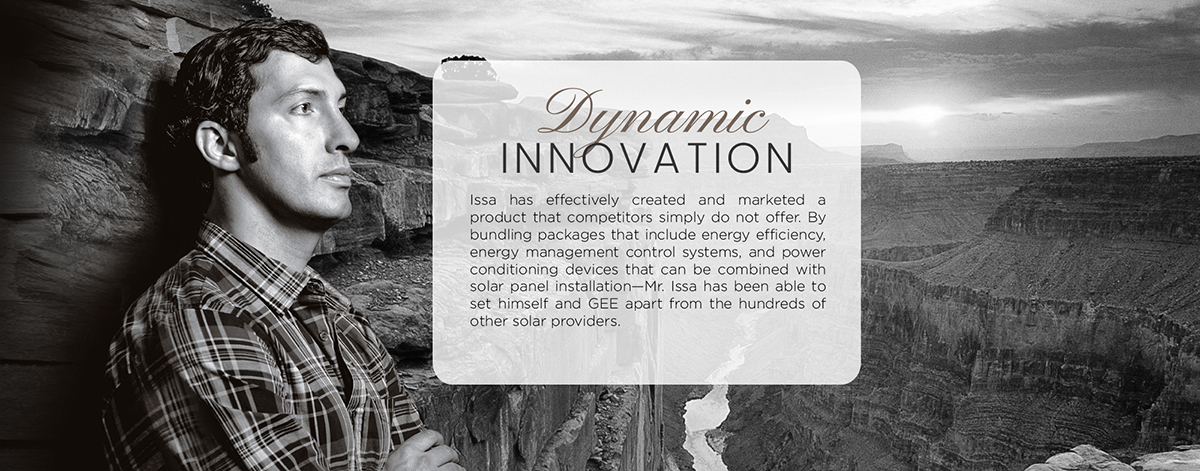 Dynamic
INNOVATION
Issa has effectively created and marketed a
product that competitors simply do not offer. By
bundling packages that include energy efficiency,
energy management control systems, and power
conditioning devices that can be combined with
solar panel installation—Mr. Issa has been able to
set himself and GEE apart from the hundreds of
other solar providers.